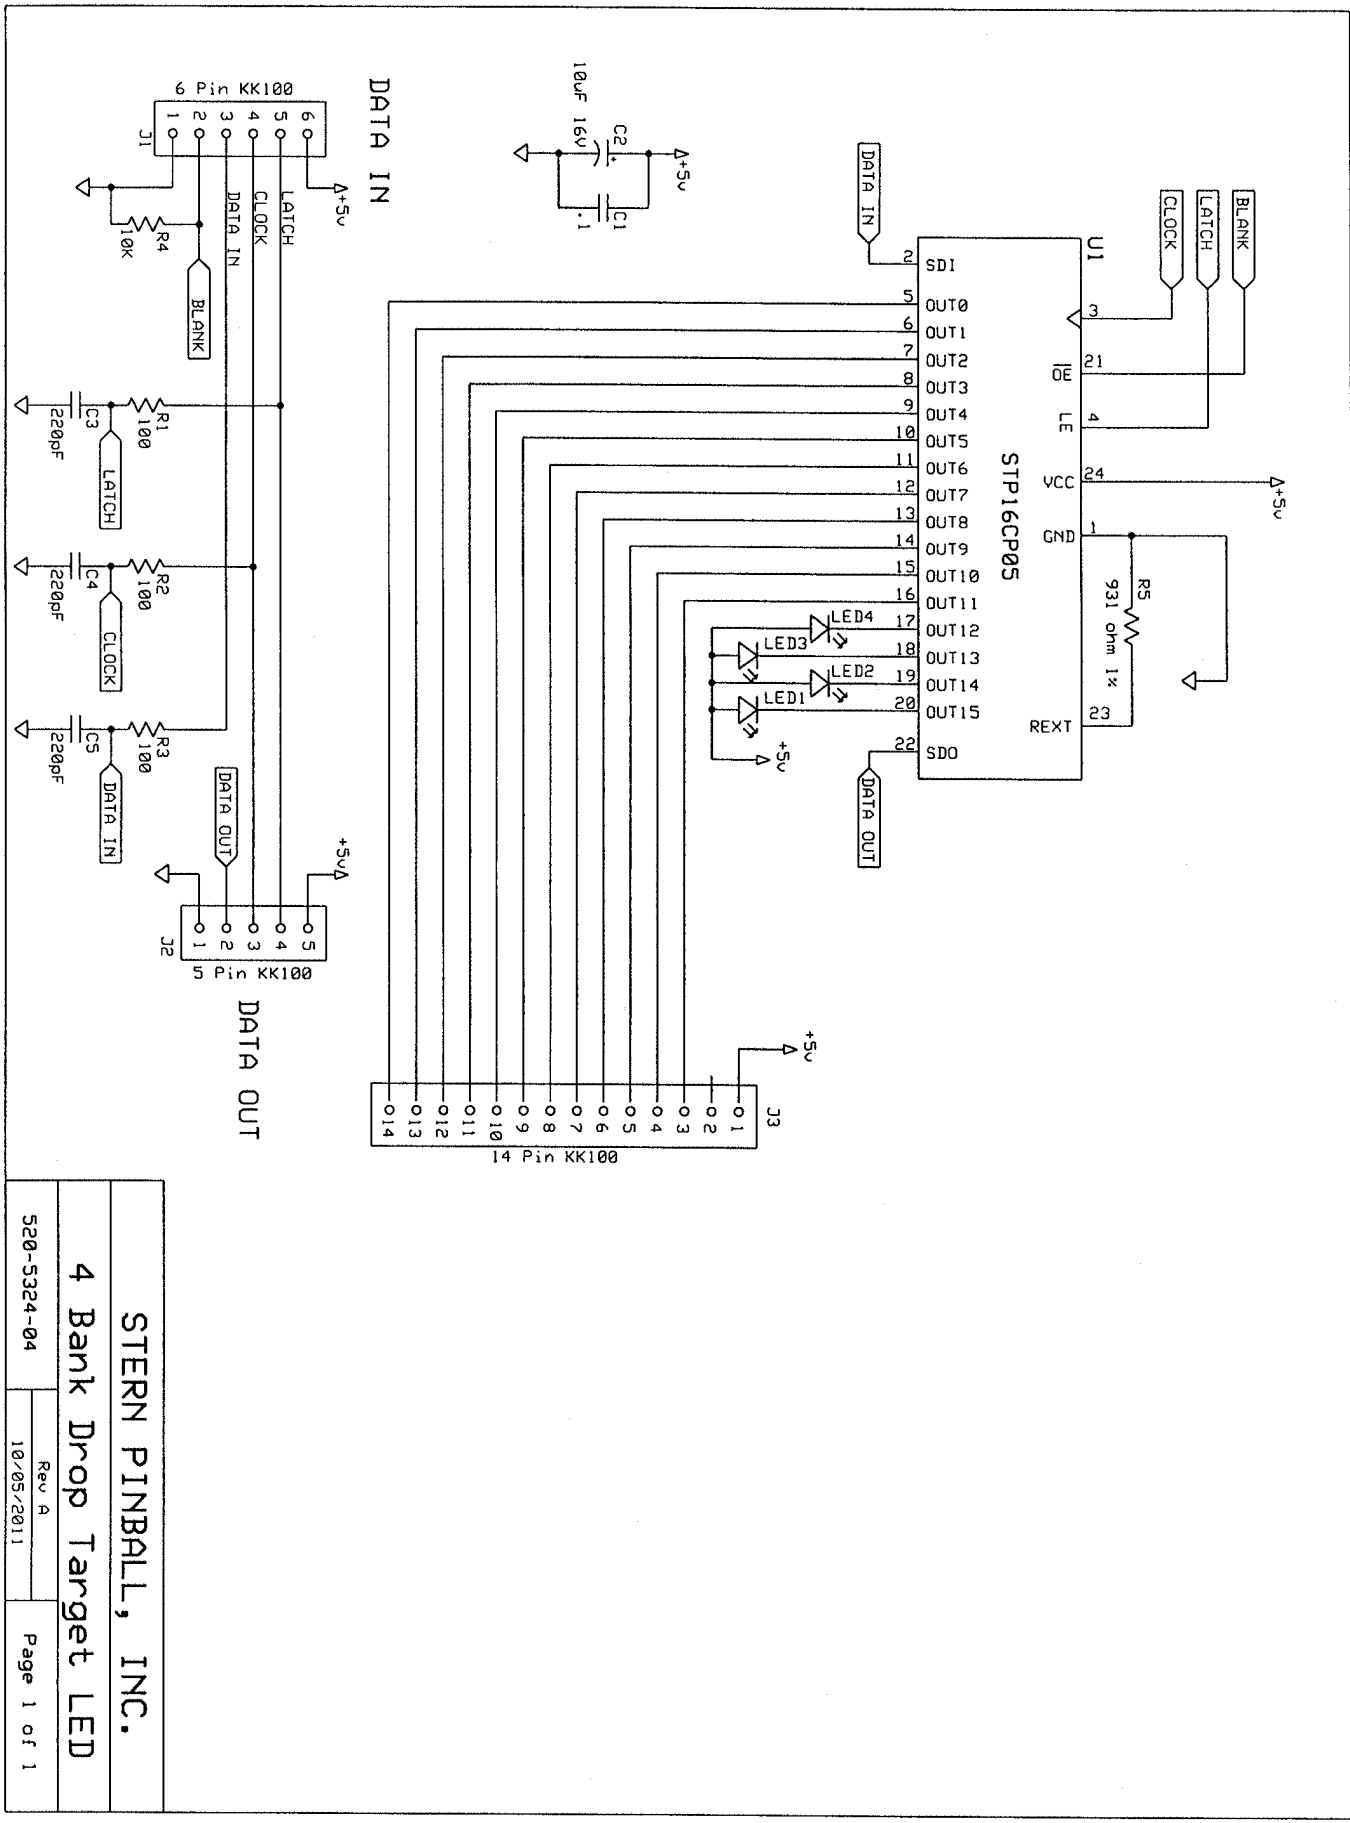 DATA IN
6 Pin KK100
1
2
3
4
5
6
J1
+5v
LATCH
CLOCK
DATA IN
R4
10K
BLANK
10uF 16V
C2
+
+5v
C1
.1
R1
100
C3
220pF
LATCH
R2
100
C4
220pF
CLOCK
R3
100
C5
220pF
DATA IN
DATA OUT
+5v
5
4
3
2
1
J2
5 Pin KK100
DATA OUT
DATA IN
CLOCK
LATCH
BLANK
U1
STP16CP05
2 SDI
5 OUT0
6 OUT1
7 OUT2
8 OUT3
9 OUT4
10 OUT5
11 OUT6
12 OUT7
13 OUT8
14 OUT9
15 OUT10
16 OUT11
17 OUT12
18 OUT13
19 OUT14
20 OUT15
22 SDO
3
OE 21
LE 4
VCC 24
GND 1
REXT 23
+5v
R5
931 ohm 1%
LED4
LED3
LED2
LED1
+5v
DATA OUT
+5v
J3
1
2
3
4
5
6
7
8
9
10
11
12
13
14
14 Pin KK100
STERN PINBALL, INC.
4 Bank Drop Target LED
520-5324-04
Rev A
10/05/2011
Page 1 of 1